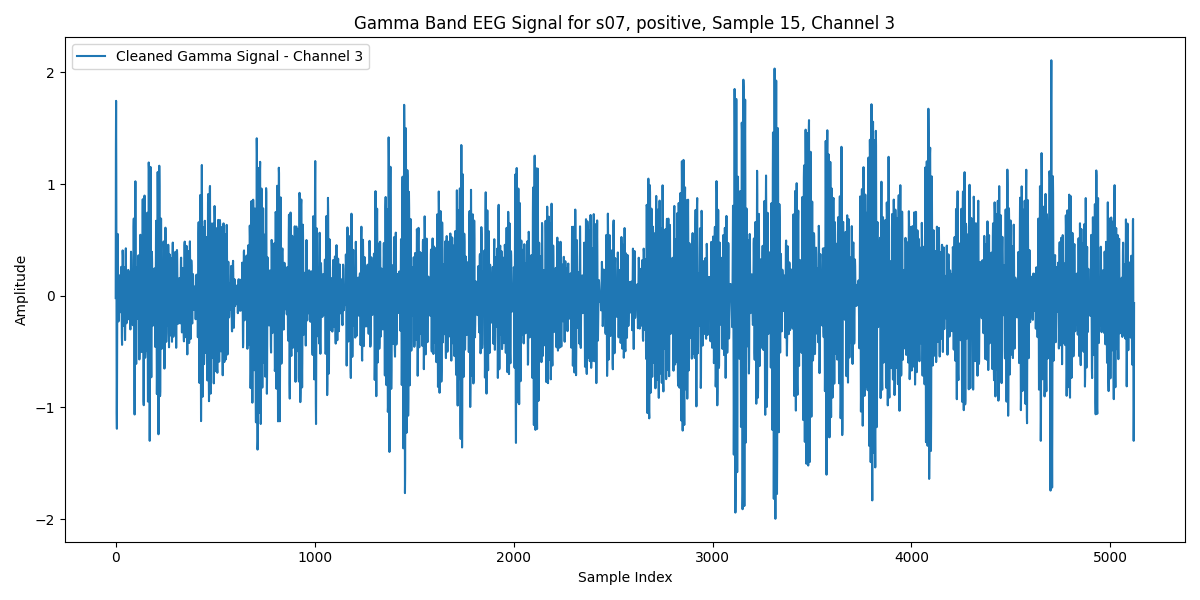 Gamma Band EEG Signal for s07, positive, Sample 15, Channel 3
Cleaned Gamma Signal - Channel 3
Amplitude
2
1
0
−1
−2
0 1000 2000 3000 4000 5000
Sample Index